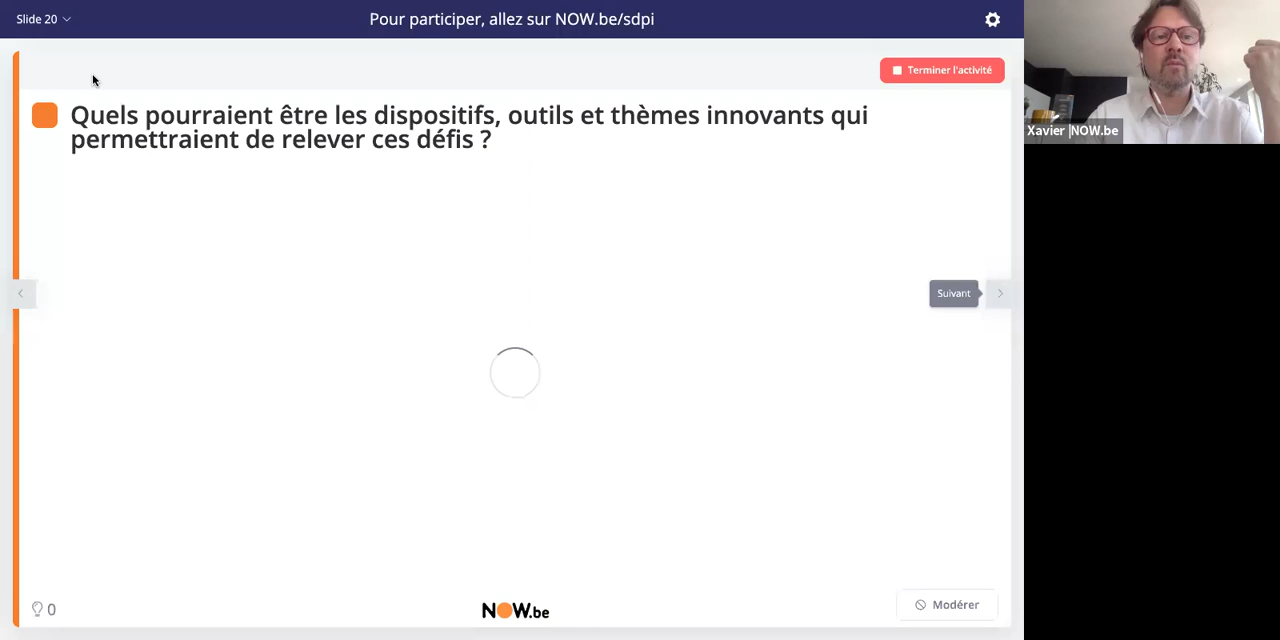 Slide 20
Pour participer, allez sur NOW.be/sdpi
Terminer l'activité
Quels pourraient être les dispositifs, outils et thèmes innovants qui
permettraient de relever ces défis ?
Xavier |NOW.be
Suivant
0
NOW.be
Modérer